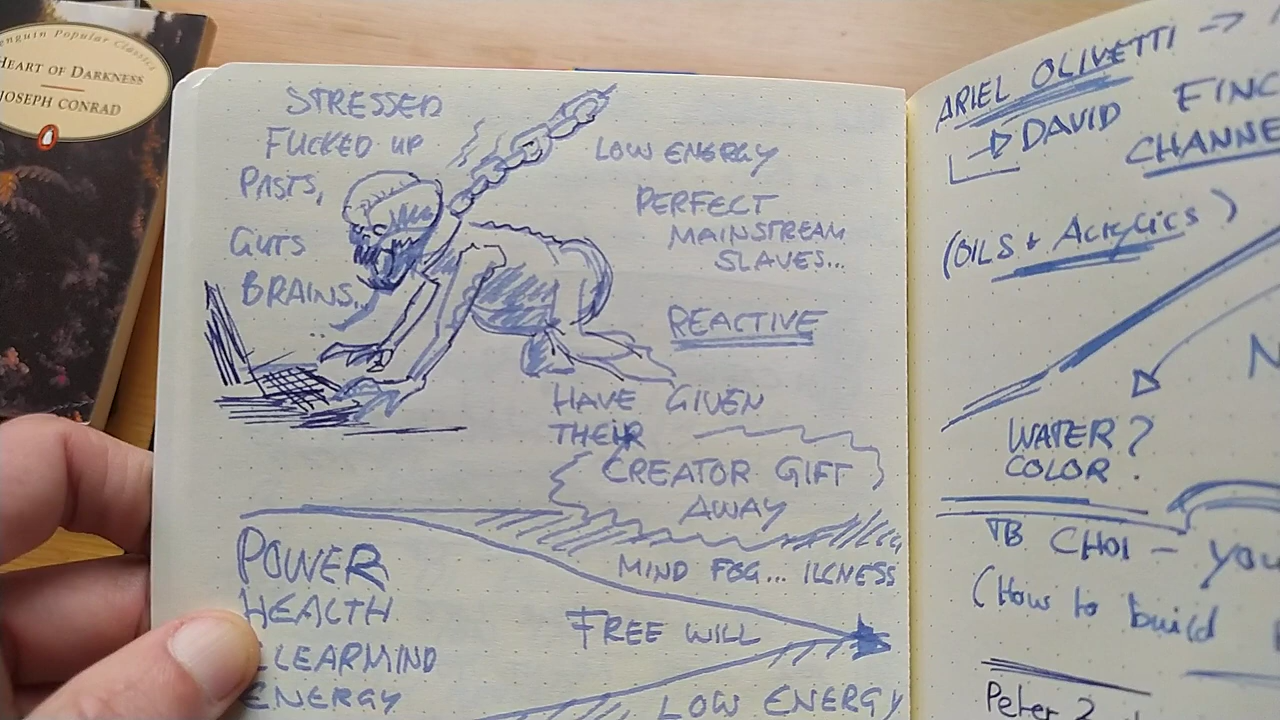 Penguin Popular Classics
HEART OF DARKNESS
JOSEPH CONRAD
STRESSED
FUCKED UP
PASTS,
GUTS
BRAINS...
LOW ENERGY
PERFECT
MAINSTREAM
SLAVES...
REACTIVE
HAVE GIVEN
THEIR
CREATOR GIFT
AWAY
MIND FOG... ILLNESS
POWER
HEALTH
CLEARMIND
ENERGY
FREE WILL
LOW ENERGY
ARIEL OLIVETTI →
DAVID FINC
CHANNE
(OILS + ACRYLICS)
WATER?
COLOR
TB CHOI - you
(How to build
Peter